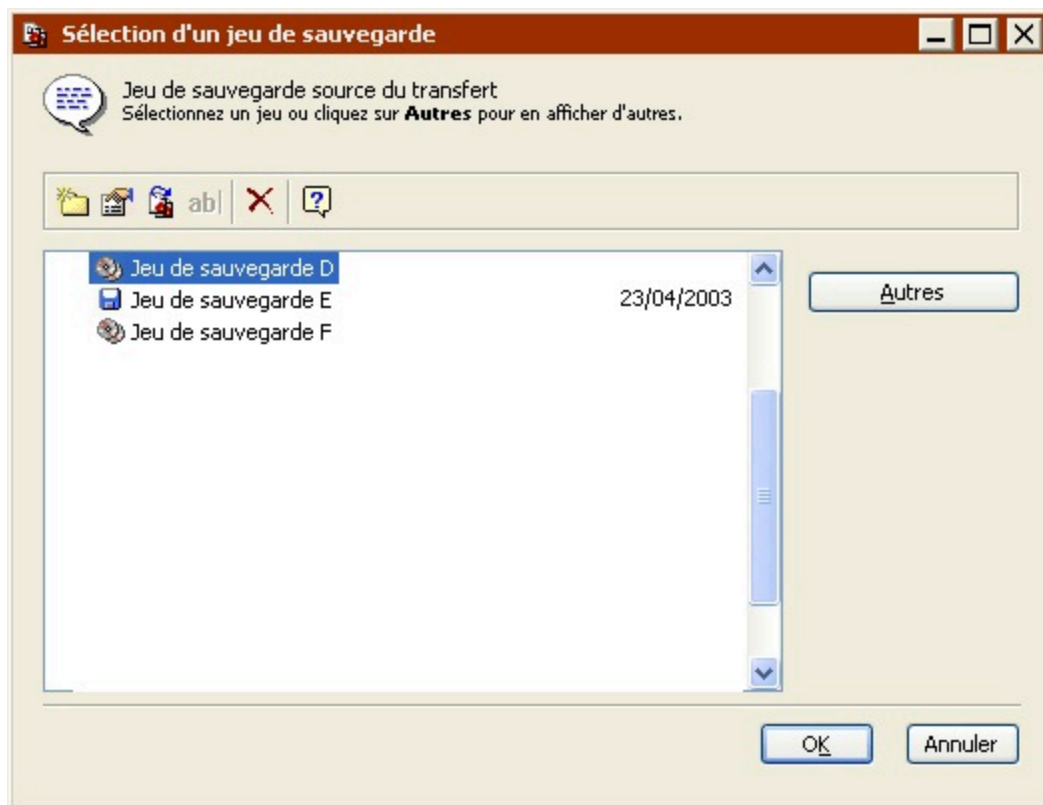 Sélection d'un jeu de sauvegarde
Jeu de sauvegarde source du transfert
Sélectionnez un jeu ou cliquez sur Autres pour en afficher d'autres.
ab|
Jeu de sauvegarde D
Jeu de sauvegarde E 23/04/2003
Jeu de sauvegarde F
Autres
OK Annuler